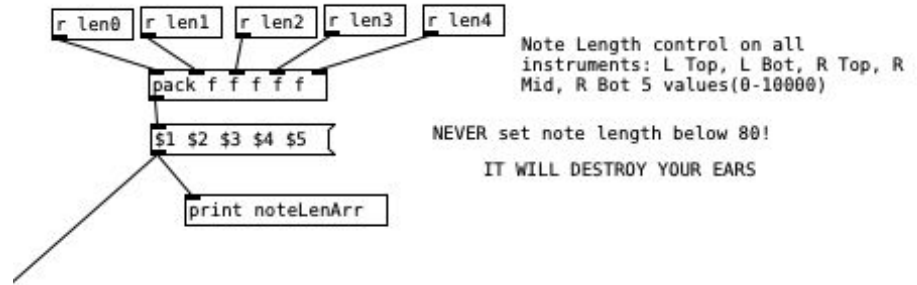 r len0
r len1
r len2
r len3
r len4
Note Length control on all
instruments: L Top, L Bot, R Top, R
Mid, R Bot 5 values(0-10000)
pack f f f f f
$1 $2 $3 $4 $5
NEVER set note length below 80!
IT WILL DESTROY YOUR EARS
print noteLenArr